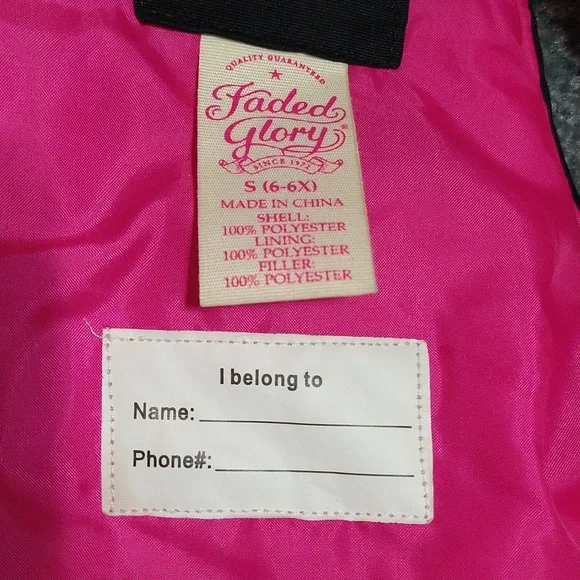 QUALITY GUARANTEED
Faded
Glory®
SINCE 1972
S (6-6X)
MADE IN CHINA
SHELL:
100% POLYESTER
LINING:
100% POLYESTER
FILLER:
100% POLYESTER
I belong to
Name:
Phone#: